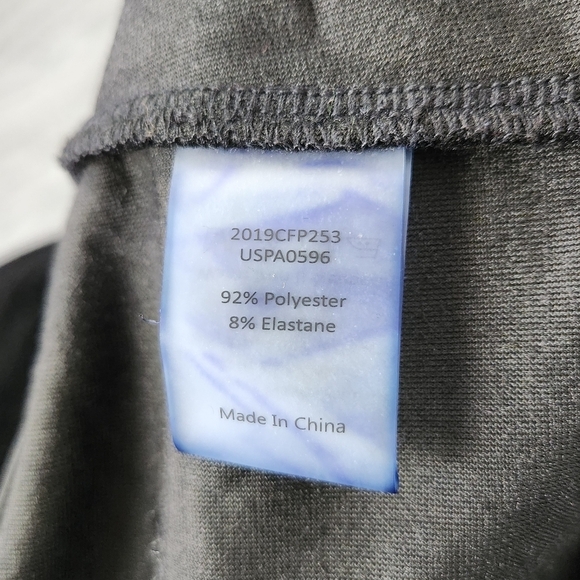 2019CFP253
USPA0596
92% Polyester
8% Elastane
Made In China